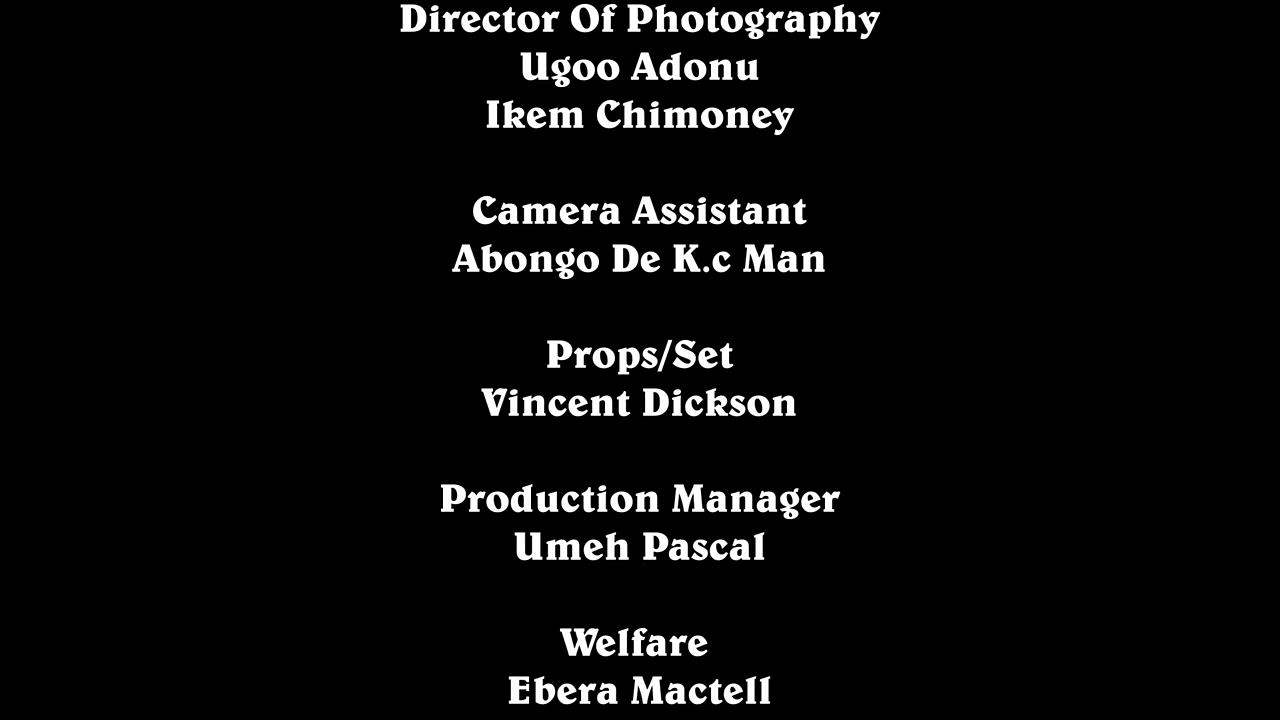 Director Of Photography
Ugoo Adonu
Ikem Chimoney
Camera Assistant
Abongo De K.c Man
Props/Set
Vincent Dickson
Production Manager
Umeh Pascal
Welfare
Ebera Mactell